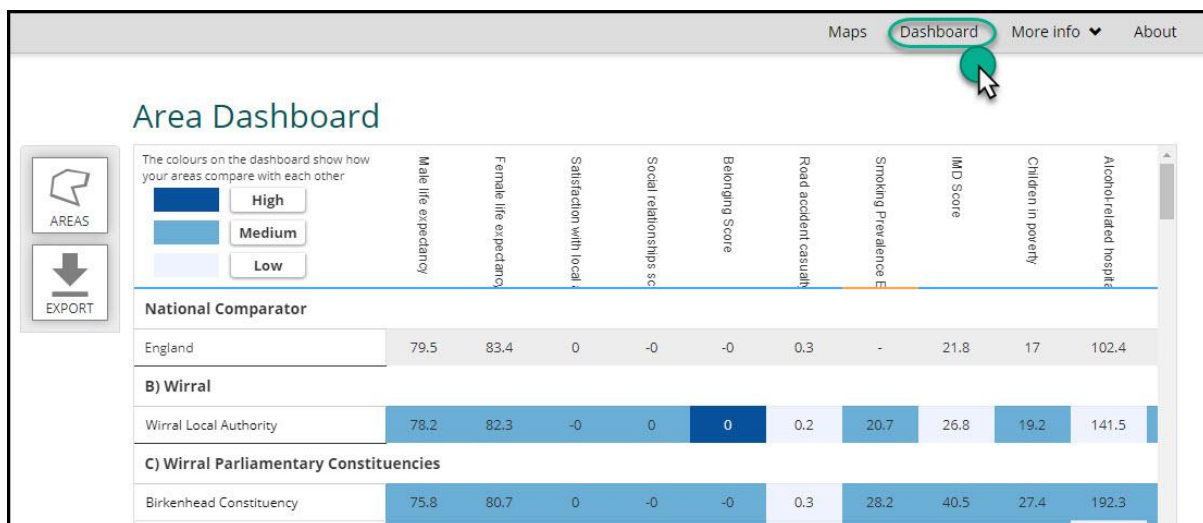 Maps Dashboard More info About
Area Dashboard
The colours on the dashboard show how
your areas compare with each other
High
Medium
Low
AREAS
EXPORT
Male life expectancy
Female life expectancy
Satisfaction with local
Social relationships sc
Belonging Score
Road accident casualt
Smoking Prevalence E
IMD Score
Children in poverty
Alcohol-related hospita
National Comparator
England 79.5 83.4 0 -0 -0 0.3 - 21.8 17 102.4
B) Wirral
Wirral Local Authority 78.2 82.3 -0 0 0 0.2 20.7 26.8 19.2 141.5
C) Wirral Parliamentary Constituencies
Birkenhead Constituency 75.8 80.7 0 -0 -0 0.3 28.2 40.5 27.4 192.3